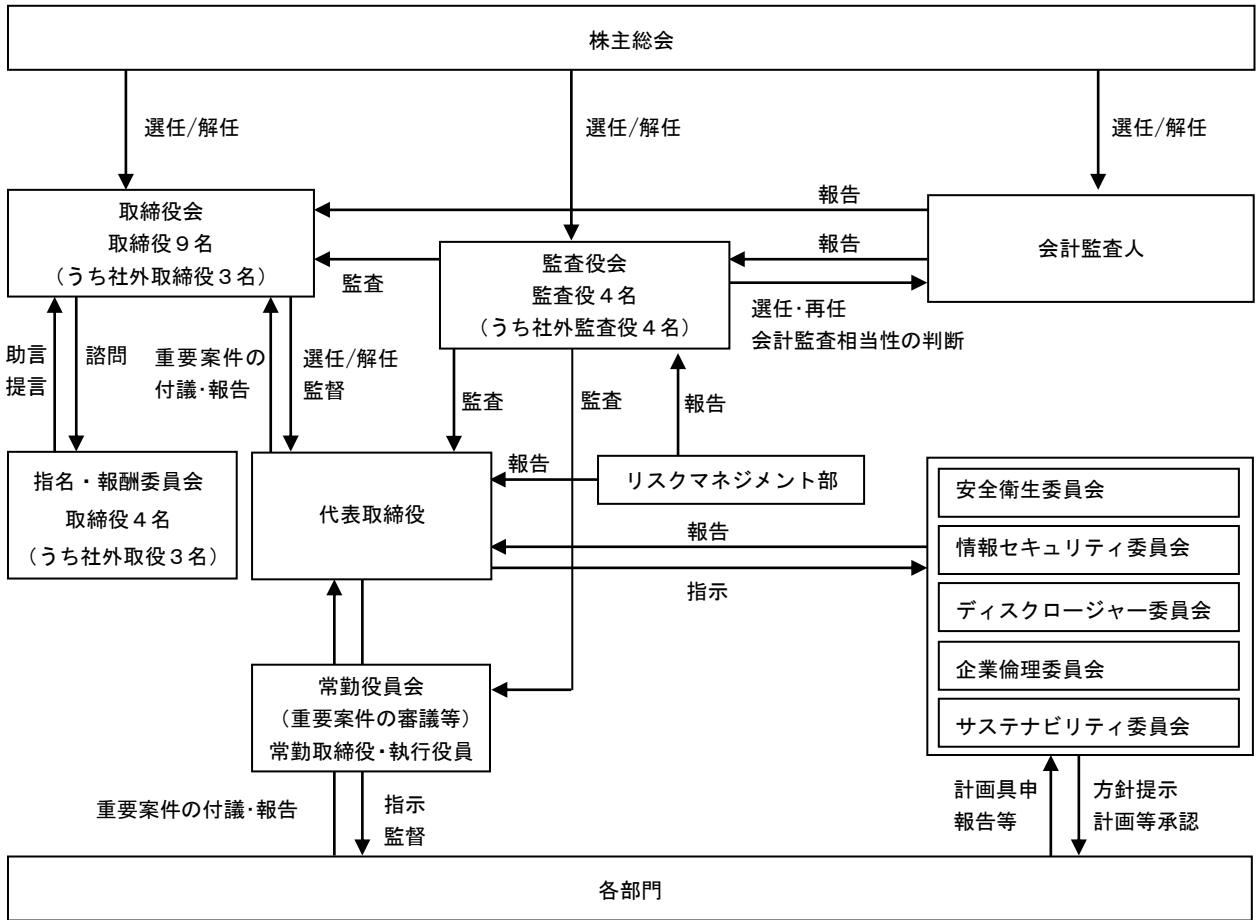 株主総会
選任/解任
選任/解任
選任/解任
取締役会
取締役９名
（うち社外取締役３名）
報告
会計監査人
監査
監査役会
監査役４名
（うち社外監査役４名）
報告
選任・再任
会計監査相当性の判断
助言
提言
諮問
重要案件の
付議・報告
選任/解任
監督
監査
監査
報告
指名・報酬委員会
取締役４名
（うち社外取役３名）
代表取締役
報告
リスクマネジメント部
報告
指示
安全衛生委員会
情報セキュリティ委員会
ディスクロージャー委員会
企業倫理委員会
サステナビリティ委員会
常勤役員会
（重要案件の審議等）
常勤取締役・執行役員
重要案件の付議・報告
指示
監督
計画具申
報告等
方針提示
計画等承認
各部門